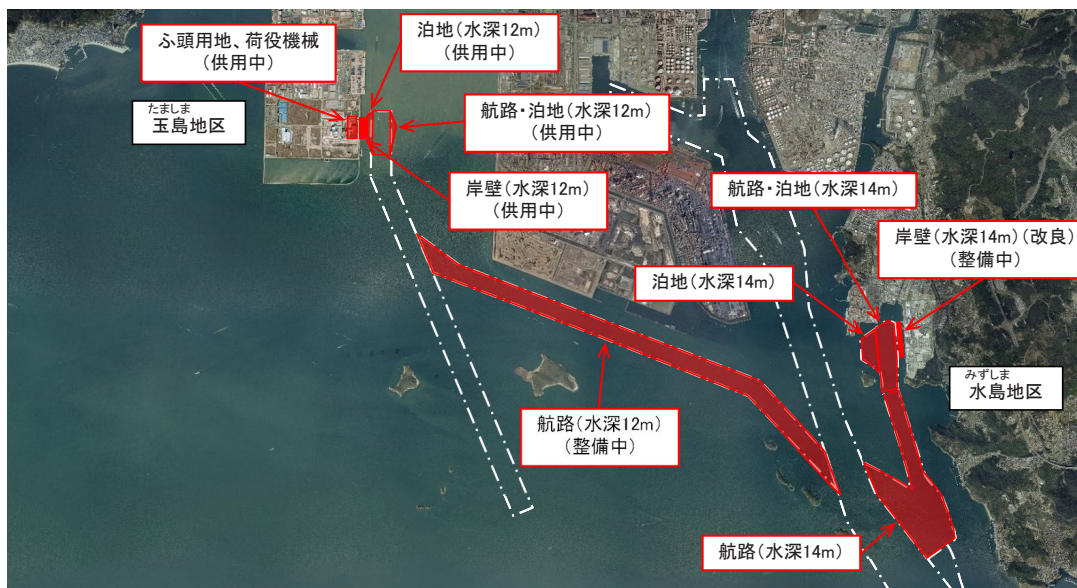 ふ頭用地、荷役機械
(供用中)
泊地(水深12m)
(供用中)
たましま
玉島地区
航路・泊地(水深12m)
(供用中)
岸壁(水深12m)
(供用中)
航路・泊地(水深14m)
岸壁(水深14m)(改良)
(整備中)
泊地(水深14m)
みずしま
水島地区
航路(水深12m)
(整備中)
航路(水深14m)